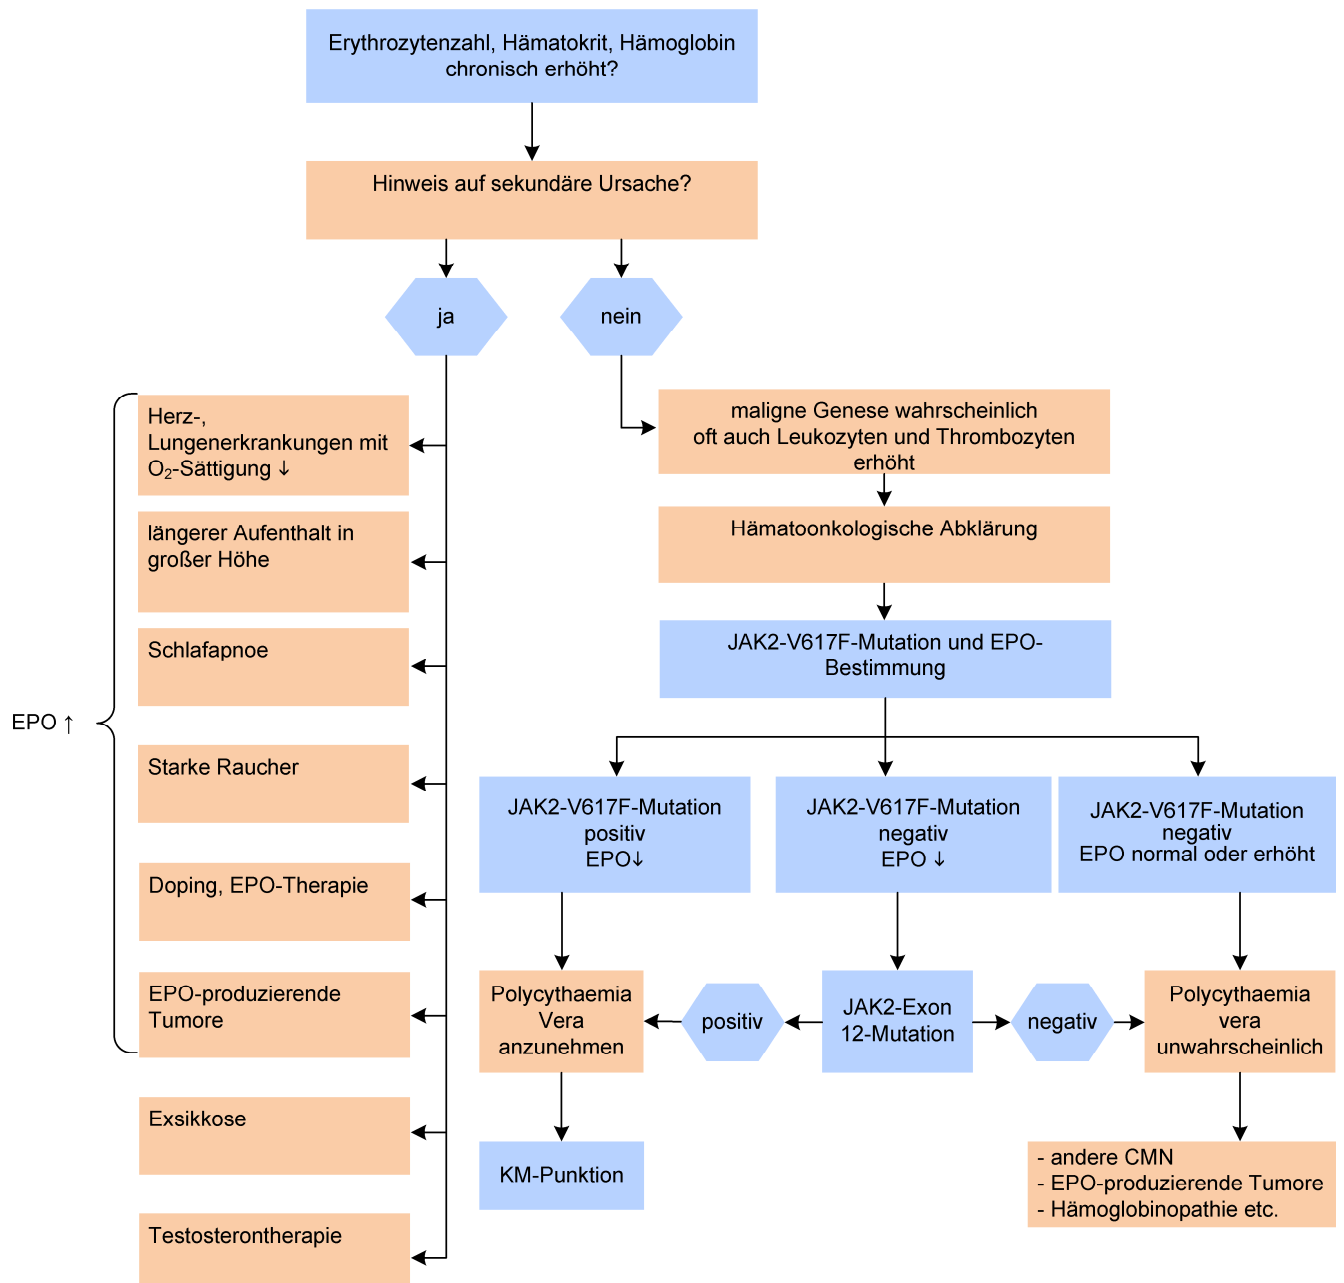 Erythrozytenzahl, Hämatokrit, Hämoglobin
chronisch erhöht?
Hinweis auf sekundäre Ursache?
ja
nein
Herz-,
Lungenerkrankungen mit
O₂-Sättigung ↓
längerer Aufenthalt in
großer Höhe
Schlafapnoe
Starke Raucher
Doping, EPO-Therapie
EPO-produzierende
Tumore
Exsikkose
Testosterontherapie
EPO ↑
maligne Genese wahrscheinlich
oft auch Leukozyten und Thrombozyten
erhöht
Hämatoonkologische Abklärung
JAK2-V617F-Mutation und EPO-
Bestimmung
JAK2-V617F-Mutation
positiv
EPO↓
JAK2-V617F-Mutation
negativ
EPO ↓
JAK2-V617F-Mutation
negativ
EPO normal oder erhöht
Polycythaemia
Vera
anzunehmen
positiv
JAK2-Exon
12-Mutation
negativ
Polycythaemia
vera
unwahrscheinlich
KM-Punktion
- andere CMN
- EPO-produzierende Tumore
- Hämoglobinopathie etc.